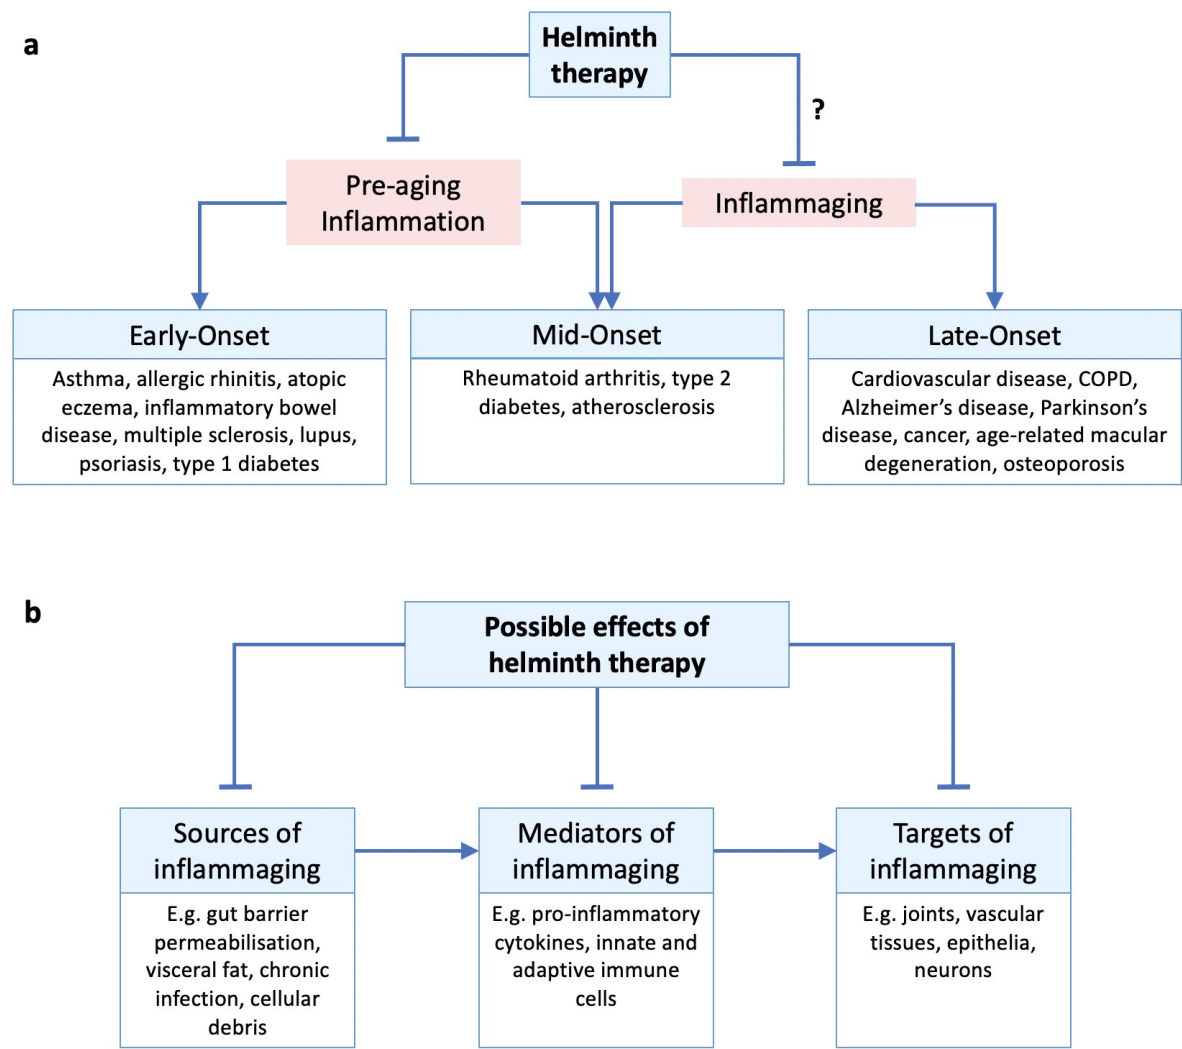 a
Helminth
therapy
?
Pre-aging
Inflammation
Inflammaging
Early-Onset
Asthma, allergic rhinitis, atopic
eczema, inflammatory bowel
disease, multiple sclerosis, lupus,
psoriasis, type 1 diabetes
Mid-Onset
Rheumatoid arthritis, type 2
diabetes, atherosclerosis
Late-Onset
Cardiovascular disease, COPD,
Alzheimer’s disease, Parkinson’s
disease, cancer, age-related macular
degeneration, osteoporosis
b
Possible effects of
helminth therapy
Sources of
inflammaging
E.g. gut barrier
permeabilisation,
visceral fat, chronic
infection, cellular
debris
Mediators of
inflammaging
E.g. pro-inflammatory
cytokines, innate and
adaptive immune
cells
Targets of
inflammaging
E.g. joints, vascular
tissues, epithelia,
neurons